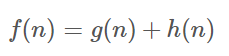 f(n) = g(n) + h(n)